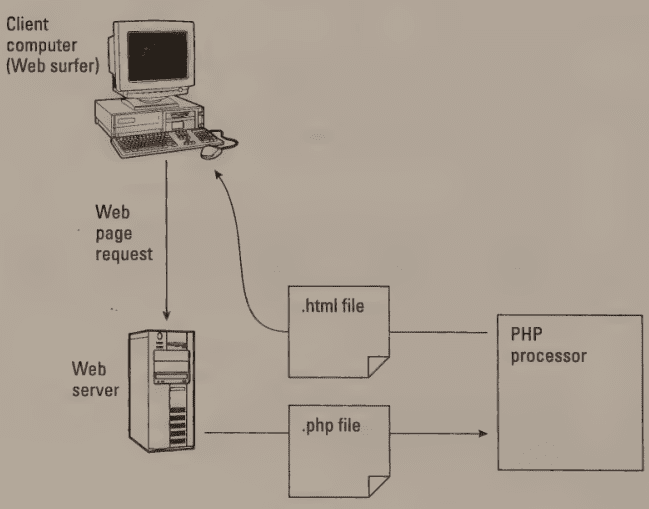 Client
computer
(Web surfer)
Web
page
request
.html file
PHP
processor
Web
server
.php file